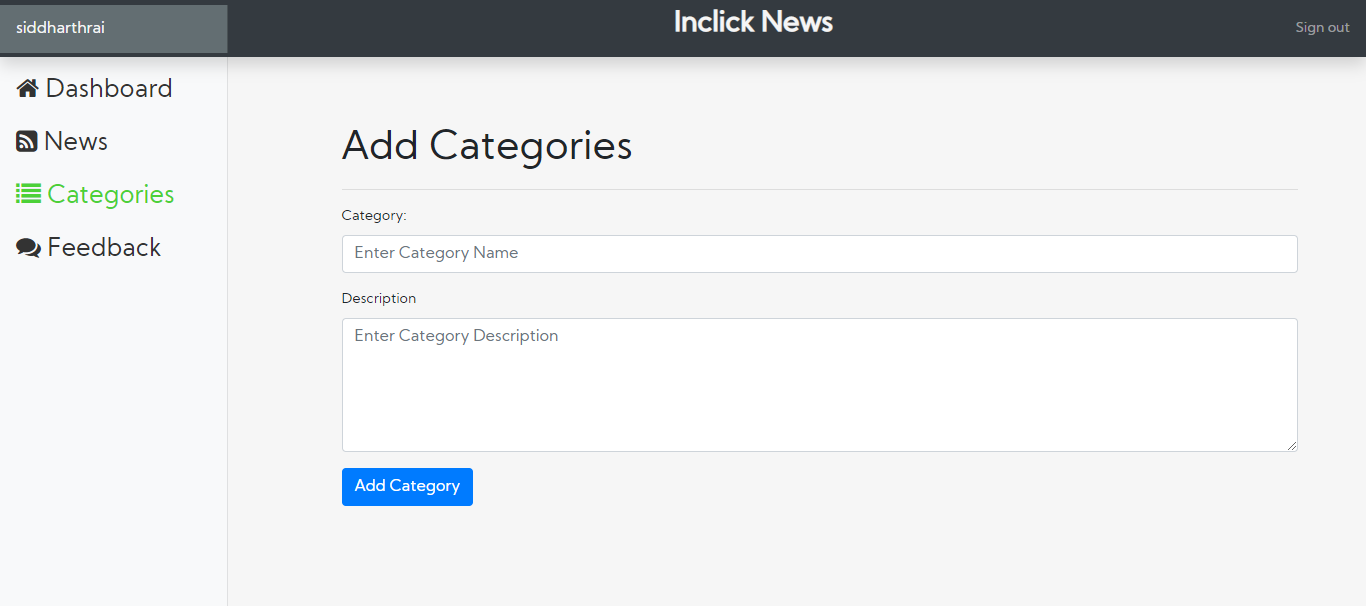 siddharthrai
Inclick News
Sign out
Dashboard
News
Categories
Feedback
Add Categories
Category:
Enter Category Name
Description
Enter Category Description
Add Category